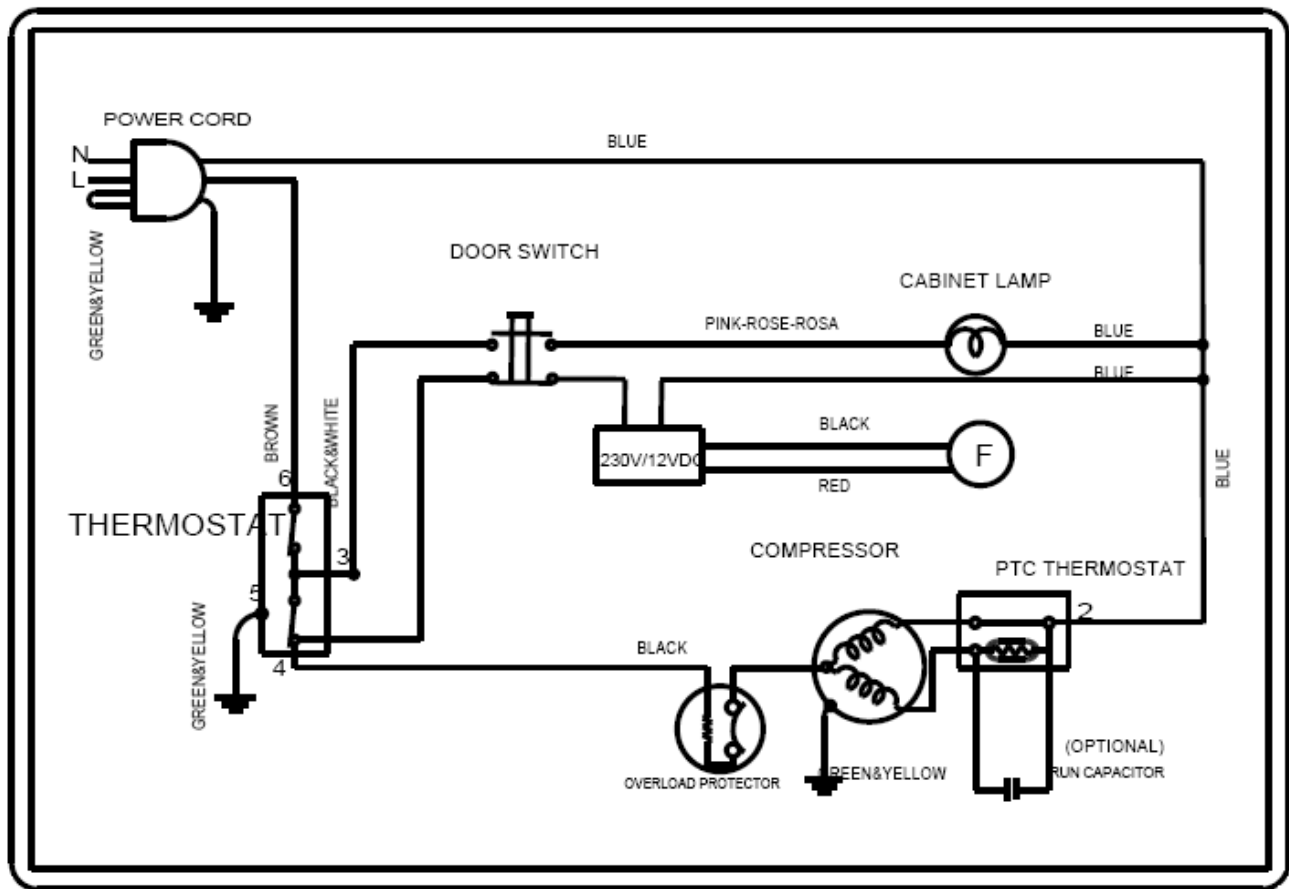 POWER CORD
N
L
GREEN&YELLOW
BLUE
DOOR SWITCH
CABINET LAMP
PINK-ROSE-ROSA
BLUE
BLUE
BROWN
BLACK&WHITE
230V/12VDC
BLACK
F
RED
BLUE
6
THERMOSTAT
3
5
4
GREEN&YELLOW
COMPRESSOR
PTC THERMOSTAT
2
BLACK
OVERLOAD PROTECTOR
GREEN&YELLOW
(OPTIONAL)
RUN CAPACITOR